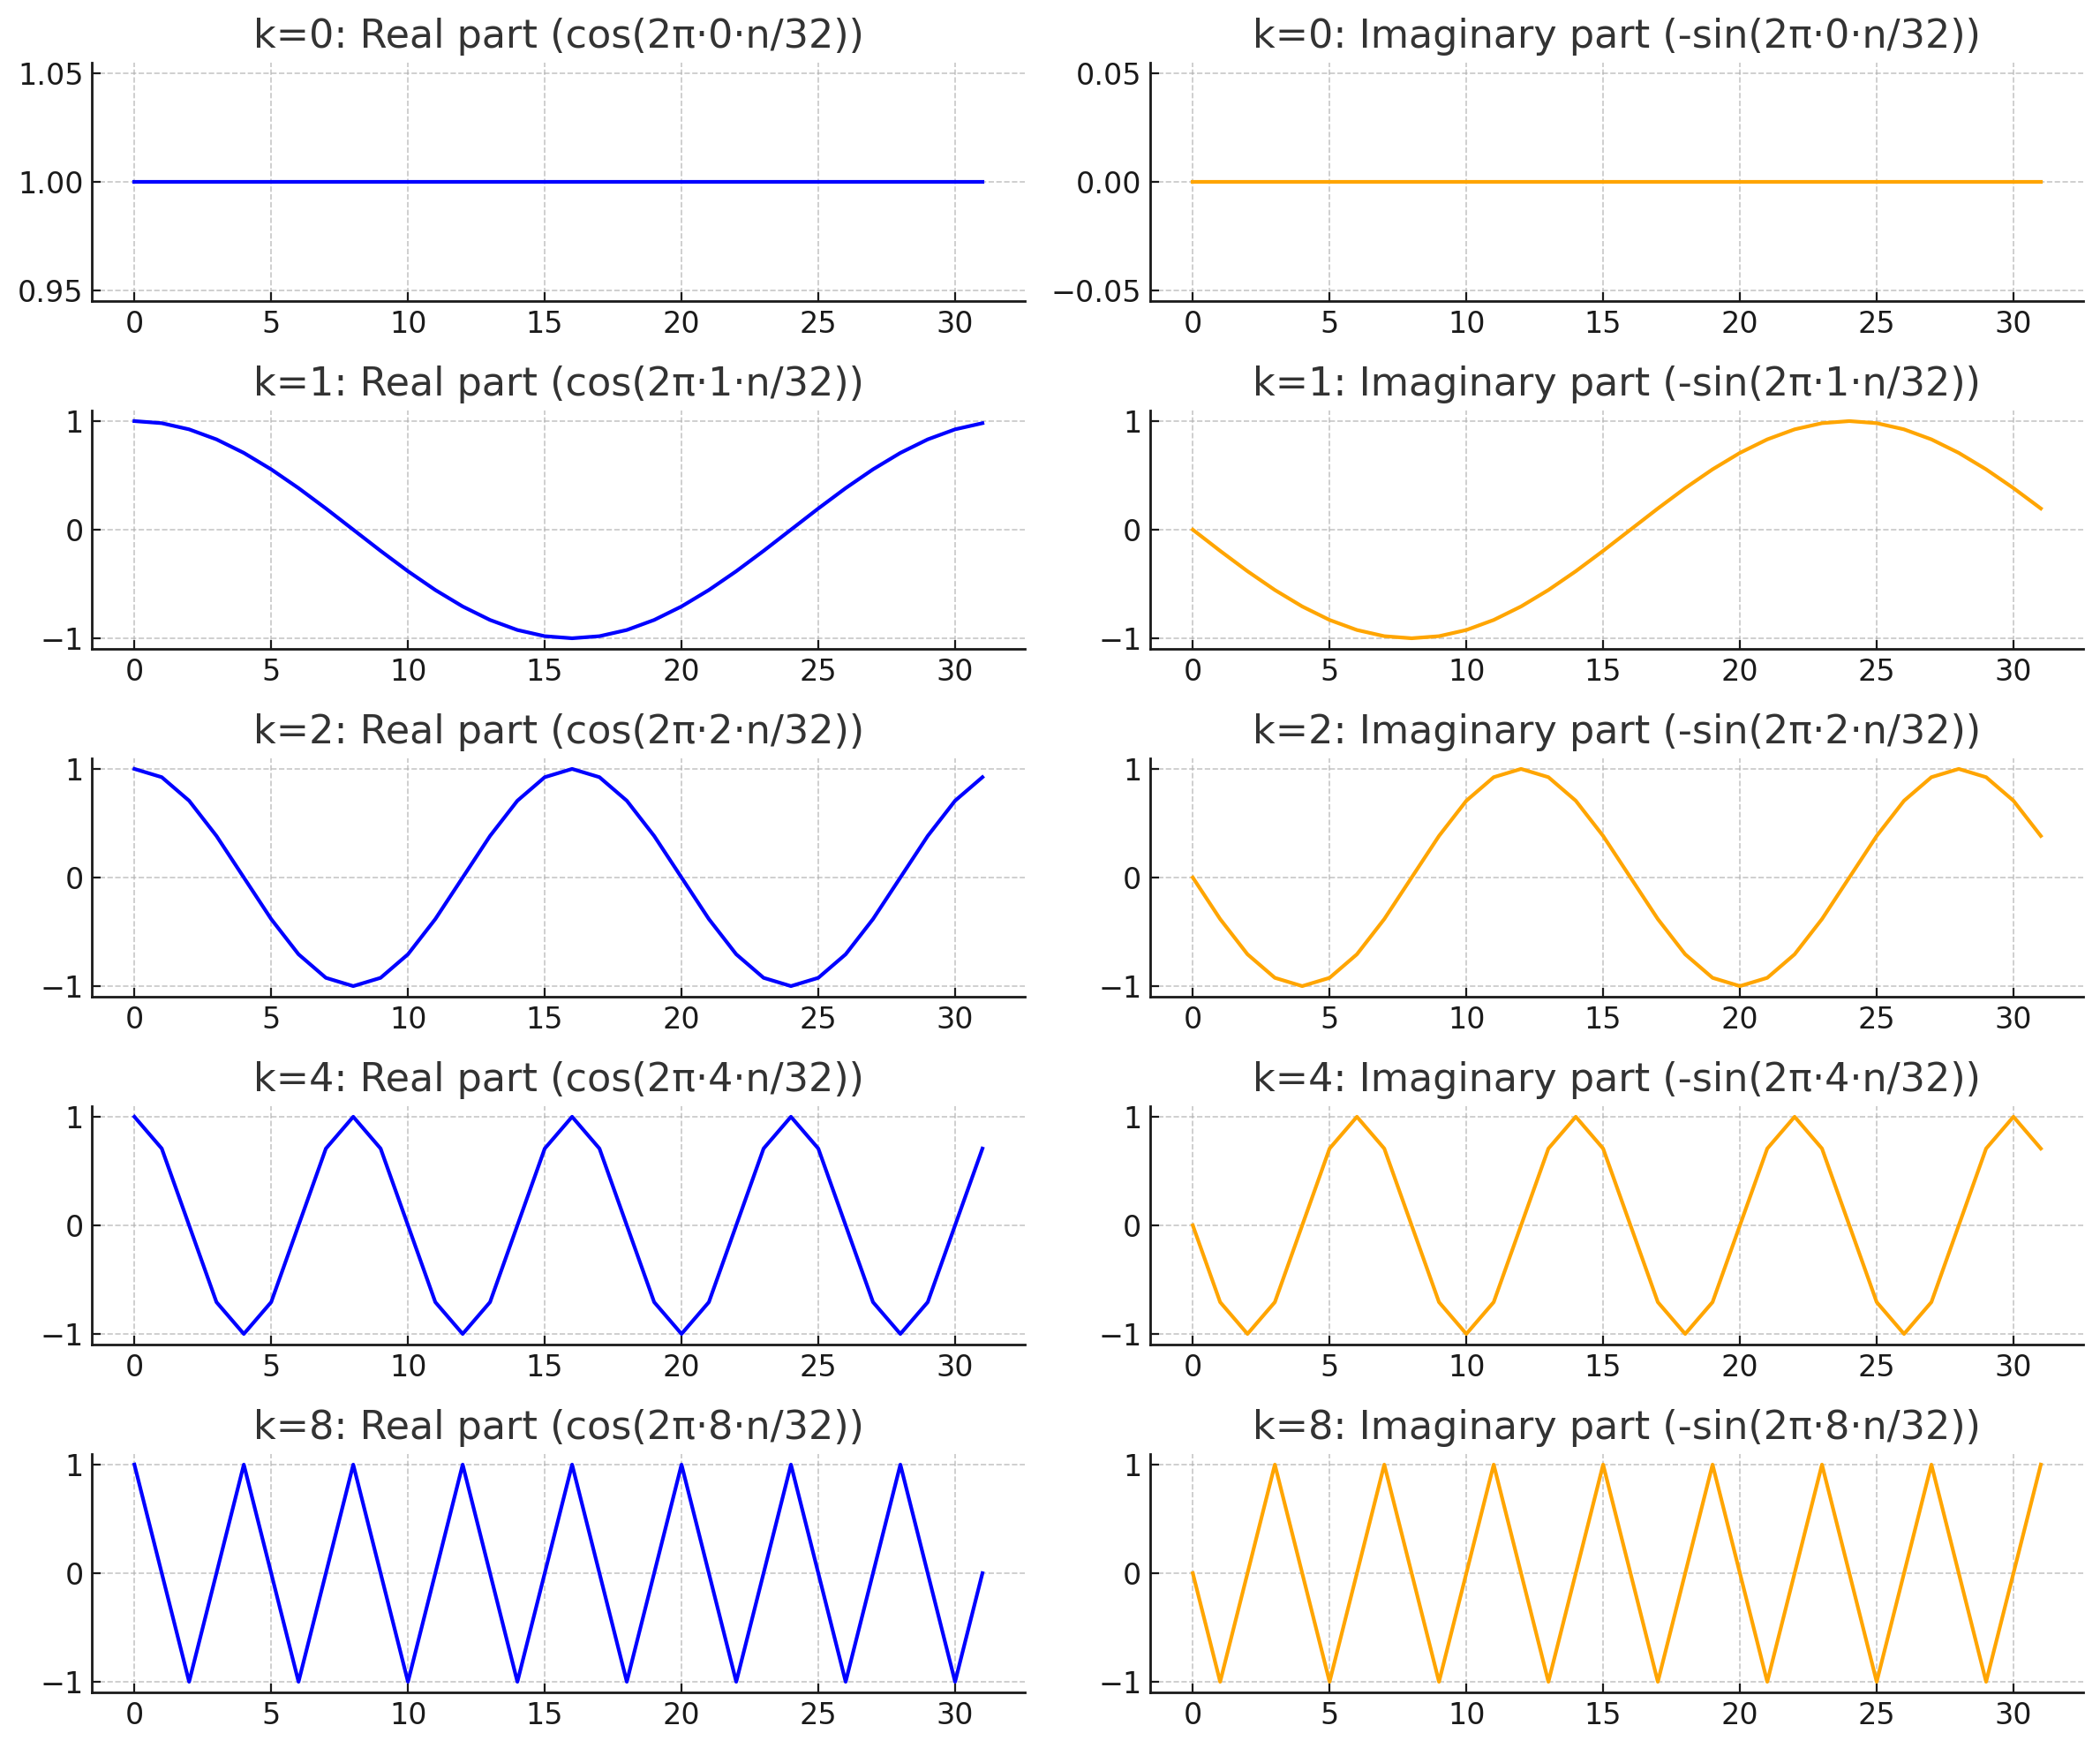 k=0: Real part (cos(2π·0·n/32))
1.05
1.00
0.95
0 5 10 15 20 25 30
k=0: Imaginary part (-sin(2π·0·n/32))
0.05
0.00
−0.05
0 5 10 15 20 25 30
k=1: Real part (cos(2π·1·n/32))
1
0
−1
0 5 10 15 20 25 30
k=1: Imaginary part (-sin(2π·1·n/32))
1
0
−1
0 5 10 15 20 25 30
k=2: Real part (cos(2π·2·n/32))
1
0
−1
0 5 10 15 20 25 30
k=2: Imaginary part (-sin(2π·2·n/32))
1
0
−1
0 5 10 15 20 25 30
k=4: Real part (cos(2π·4·n/32))
1
0
−1
0 5 10 15 20 25 30
k=4: Imaginary part (-sin(2π·4·n/32))
1
0
−1
0 5 10 15 20 25 30
k=8: Real part (cos(2π·8·n/32))
1
0
−1
0 5 10 15 20 25 30
k=8: Imaginary part (-sin(2π·8·n/32))
1
0
−1
0 5 10 15 20 25 30